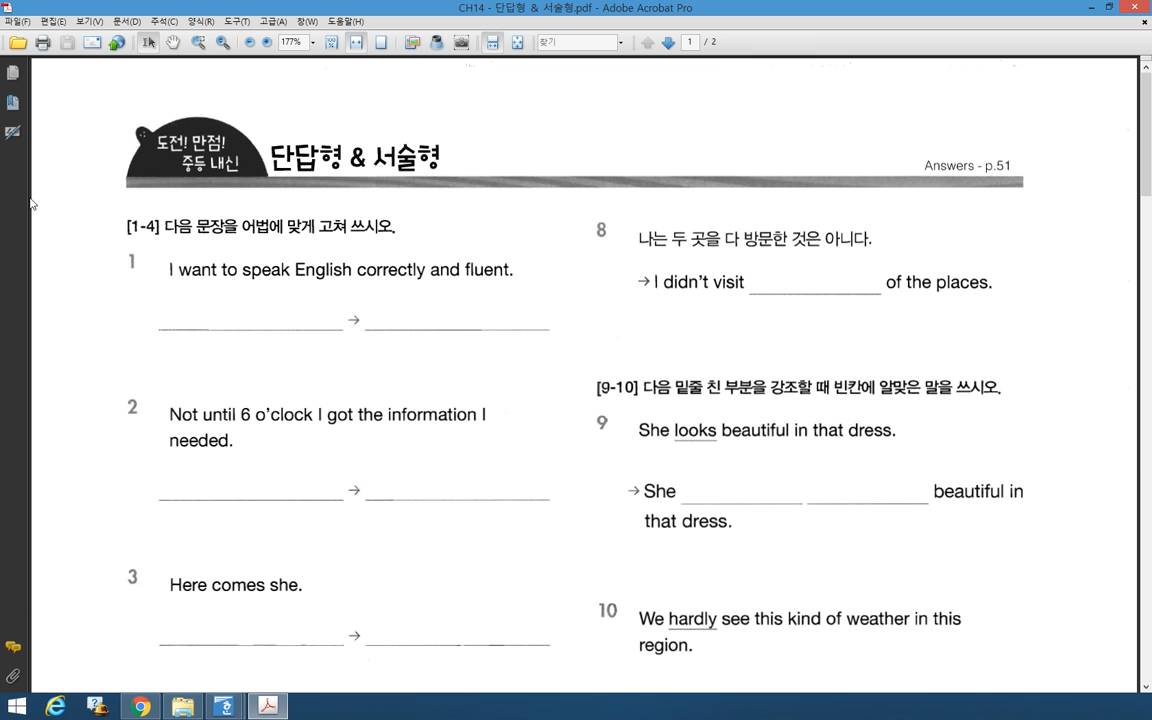 CH14 - 단답형 & 서술형.pdf - Adobe Acrobat Pro
파일(F) 편집(E) 보기(V) 문서(D) 주석(C) 양식(R) 도구(T) 고급(A) 창(W) 도움말(H)
177% 찾기 1 / 2
도전! 만점!
중등 내신
단답형 & 서술형
Answers - p.51
[1-4] 다음 문장을 어법에 맞게 고쳐 쓰시오.
1 I want to speak English correctly and fluent.
→
2 Not until 6 o'clock I got the information I
needed.
→
3 Here comes she.
→
8 나는 두 곳을 다 방문한 것은 아니다.
→ I didn't visit of the places.
[9-10] 다음 밑줄 친 부분을 강조할 때 빈칸에 알맞은 말을 쓰시오.
9 She looks beautiful in that dress.
→ She beautiful in
that dress.
10 We hardly see this kind of weather in this
region.